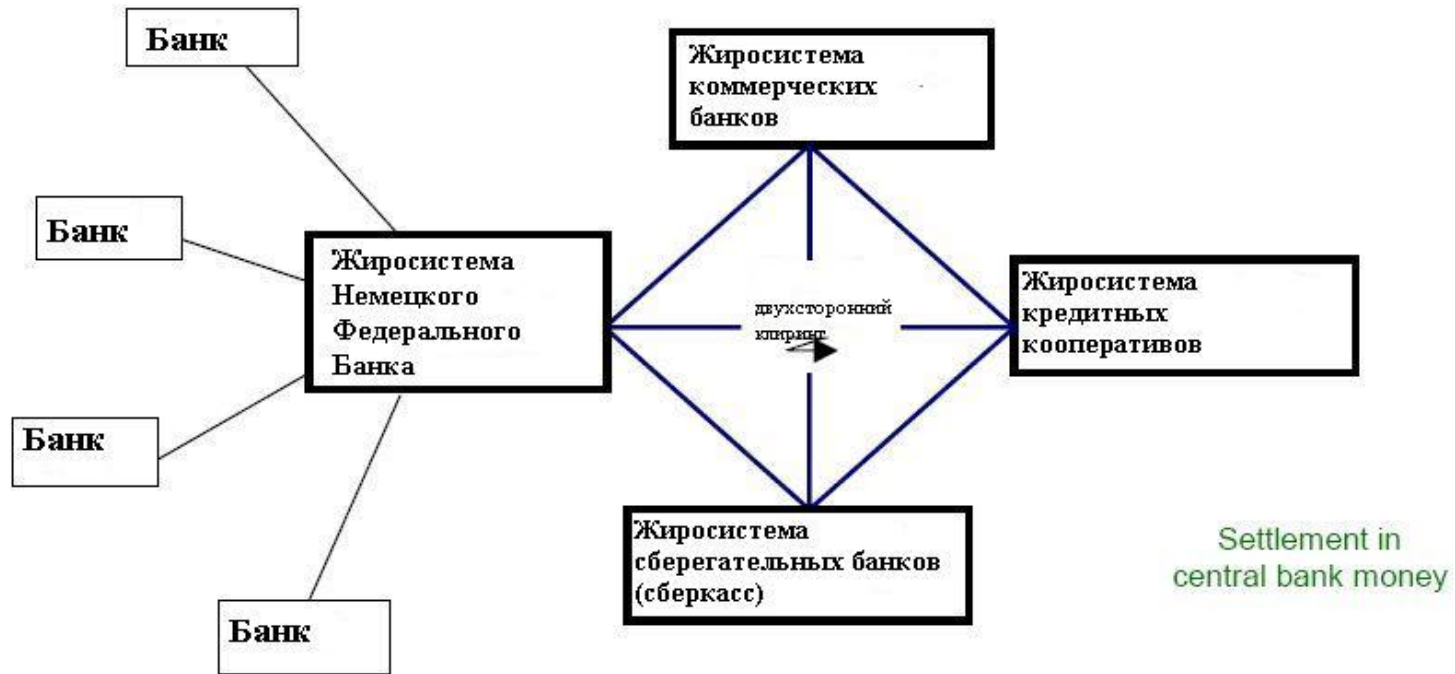 Банк
Жиросистема
коммерческих
банков
Банк
Жиросистема
Немецкого
Федерального
Банка
двухсторонний
клиринг
Жиросистема
кредитных
кооперативов
Банк
Жиросистема
сберегательных банков
(сберкасс)
Settlement in
central bank money
Банк